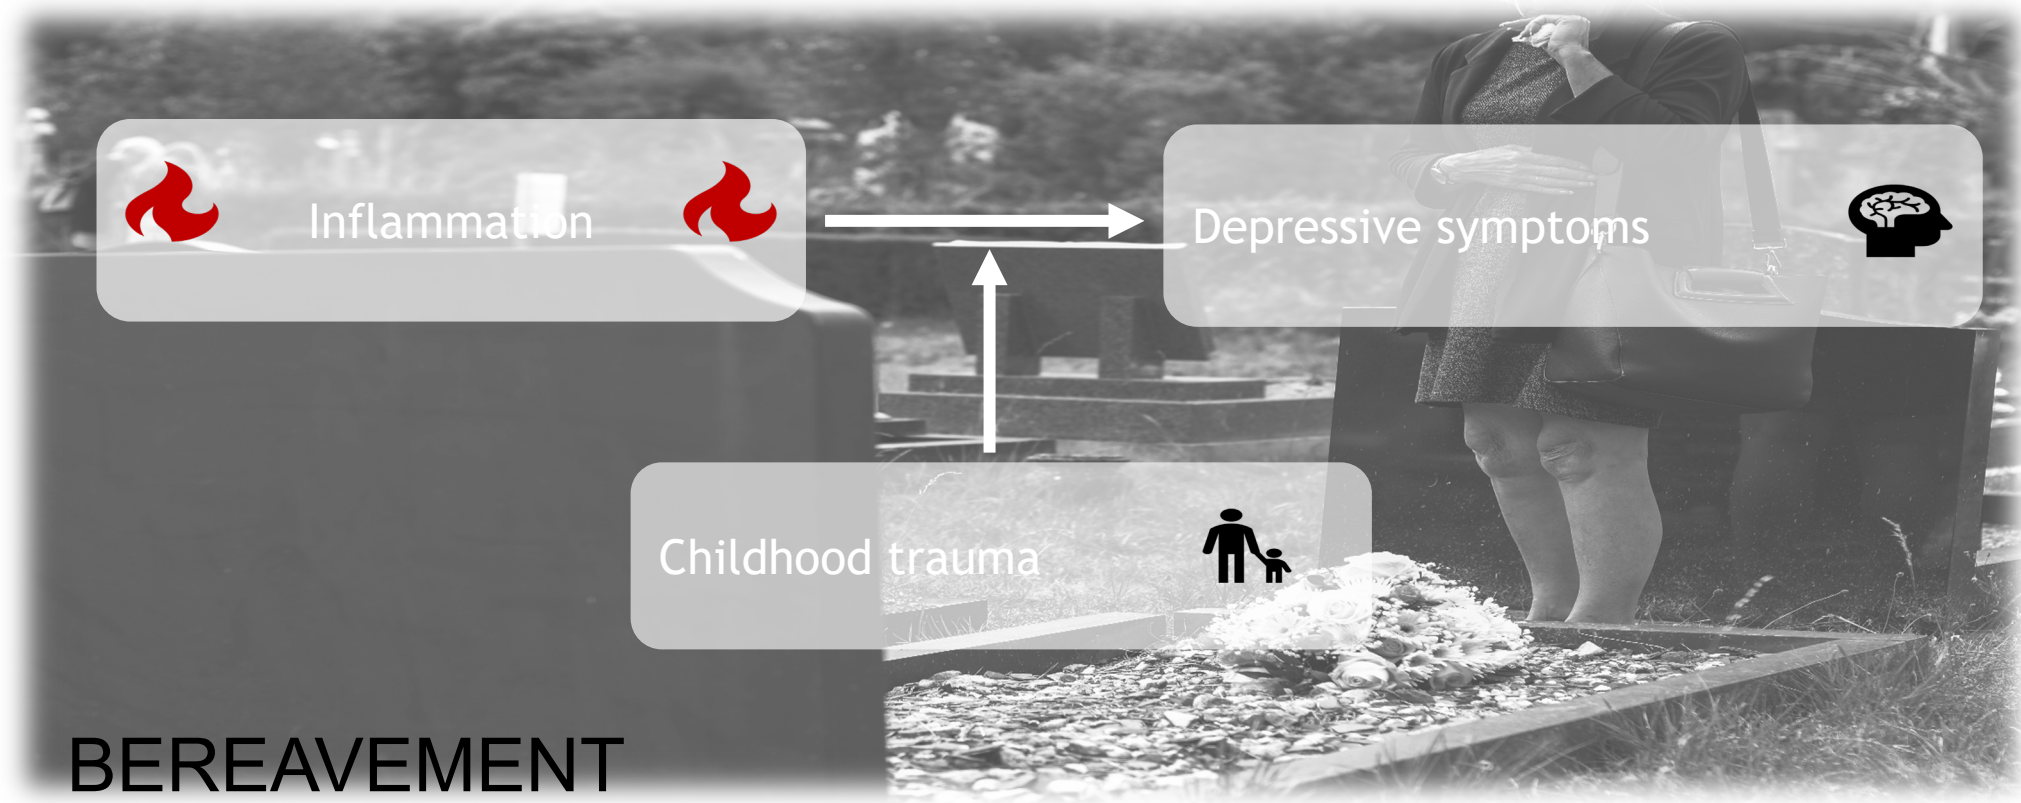 Inflammation
Depressive symptoms
Childhood trauma
BEREAVEMENT